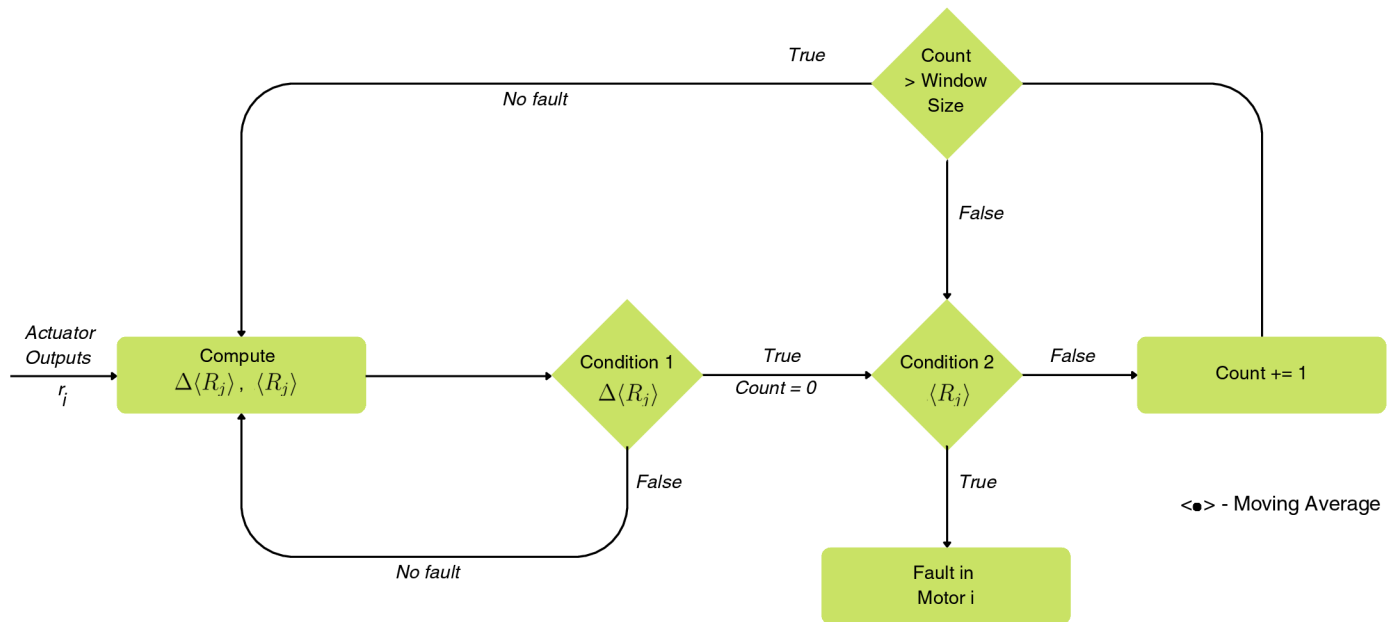 Count
> Window
Size
True
No fault
False
Actuator
Outputs
r_i
Compute
Δ⟨R_j⟩, ⟨R_j⟩
Condition 1
Δ⟨R_j⟩
True
Count = 0
Condition 2
⟨R_j⟩
False
Count += 1
False
True
No fault
<•> - Moving Average
Fault in
Motor i